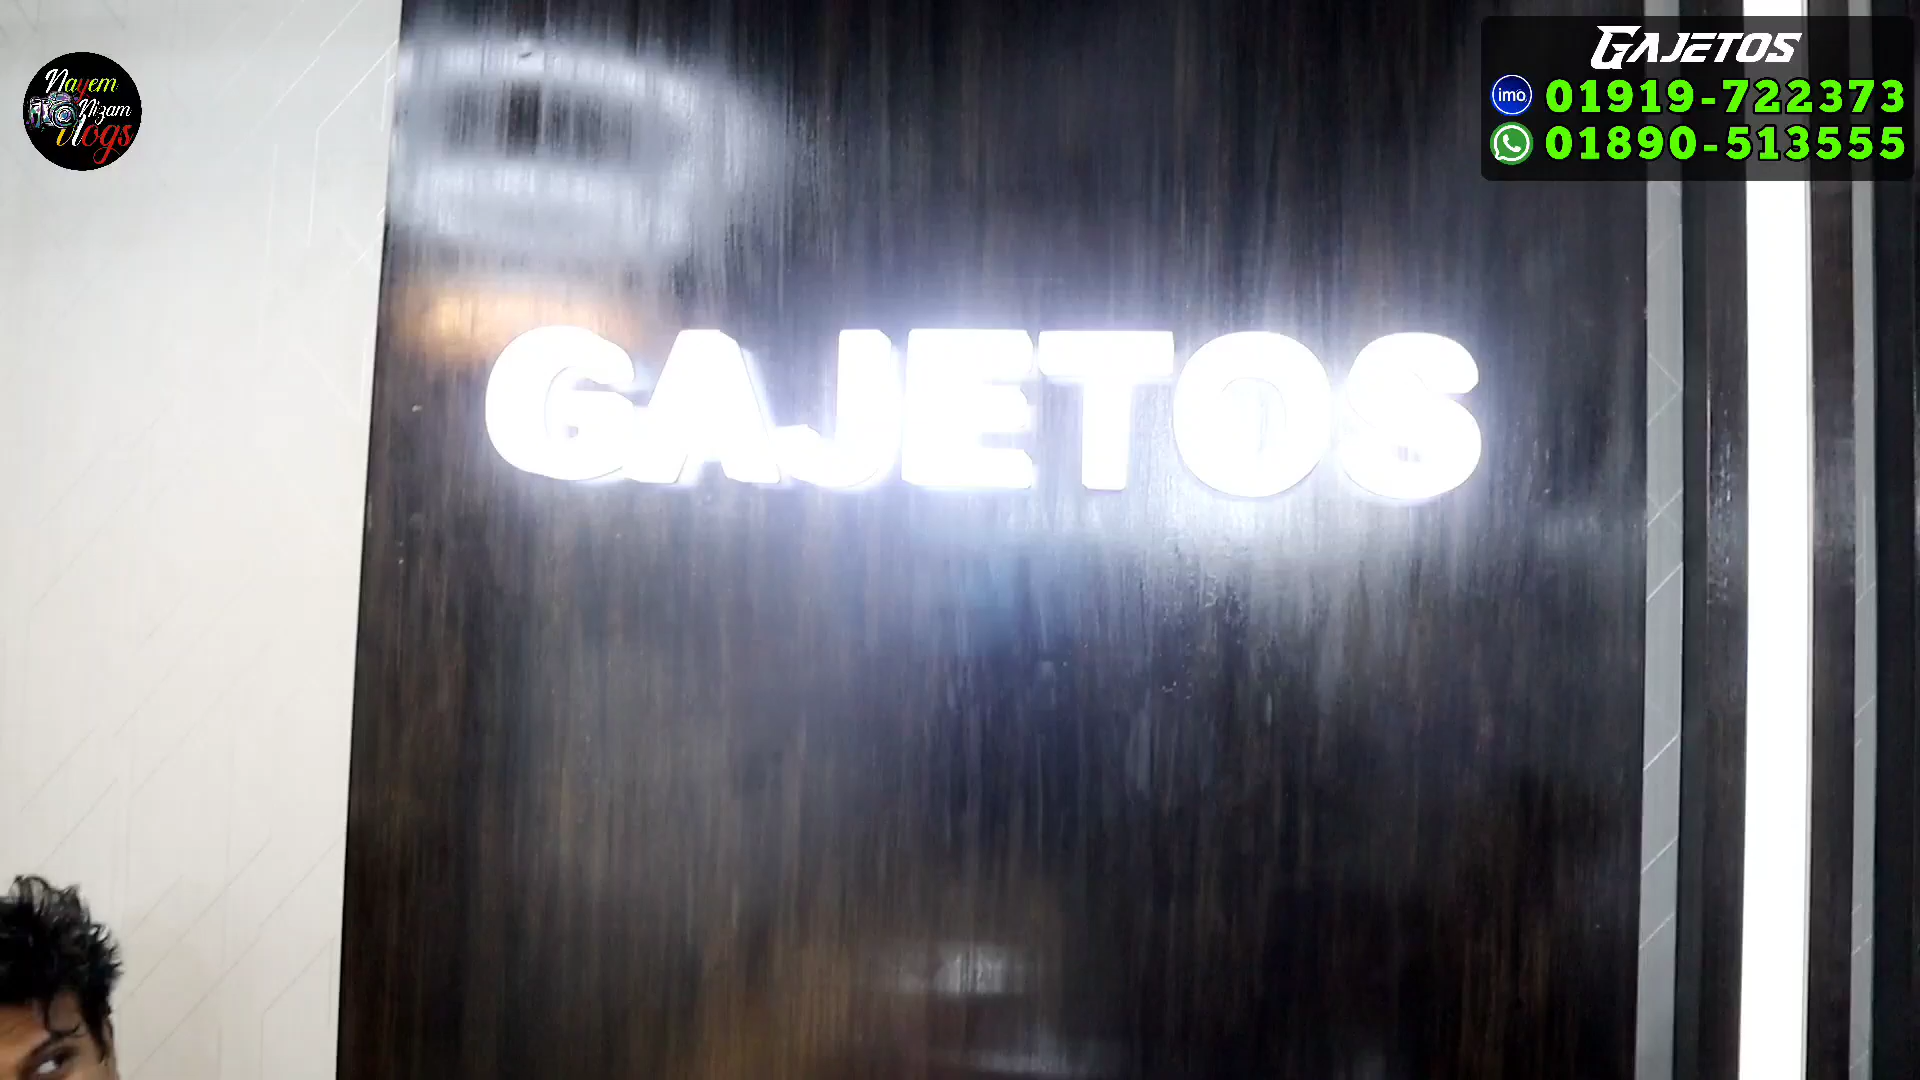 Nayem
Nizam
Vlogs
GAJETOS
imo 01919-722373
01890-513555
GAJETOS